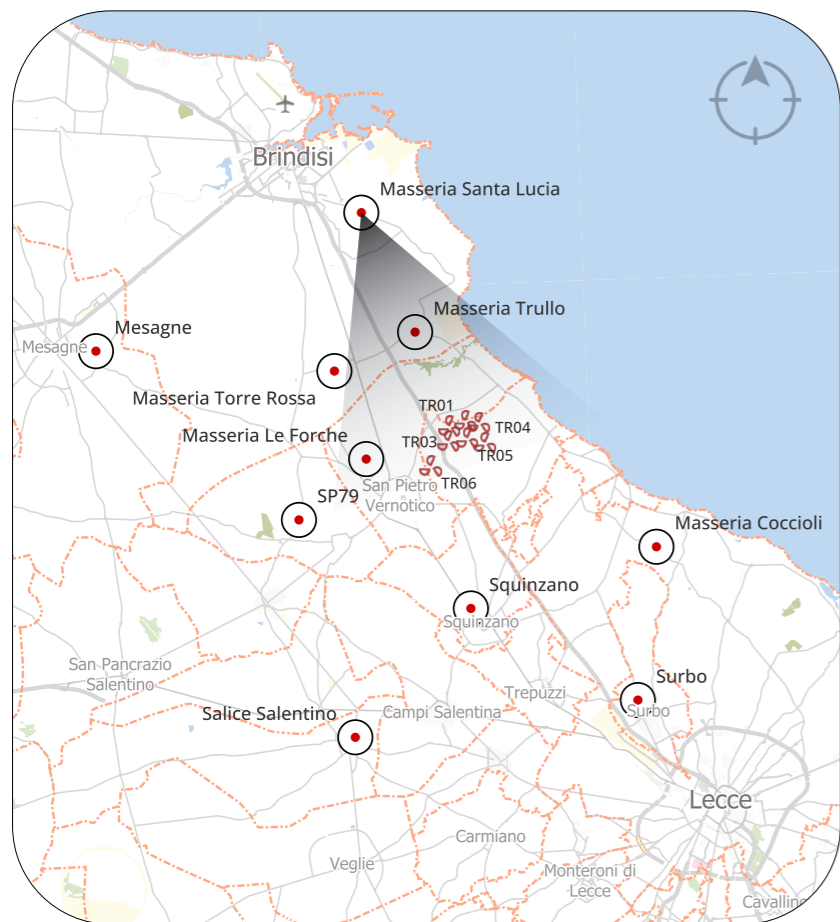 Brindisi
Masseria Santa Lucia
Masseria Trullo
Mesagne
Mesagne
Masseria Torre Rossa
TR01
TR04
Masseria Le Forche
TR03
TR05
TR06
San Pietro
Vernotico
SP79
Masseria Coccioli
Squinzano
Squinzano
San Pancrazio
Salentino
Trepuzzi
Surbo
Surbo
Salice Salentino
Campi Salentina
Lecce
Carmiano
Veglie
Monteroni di
Lecce
Cavallino